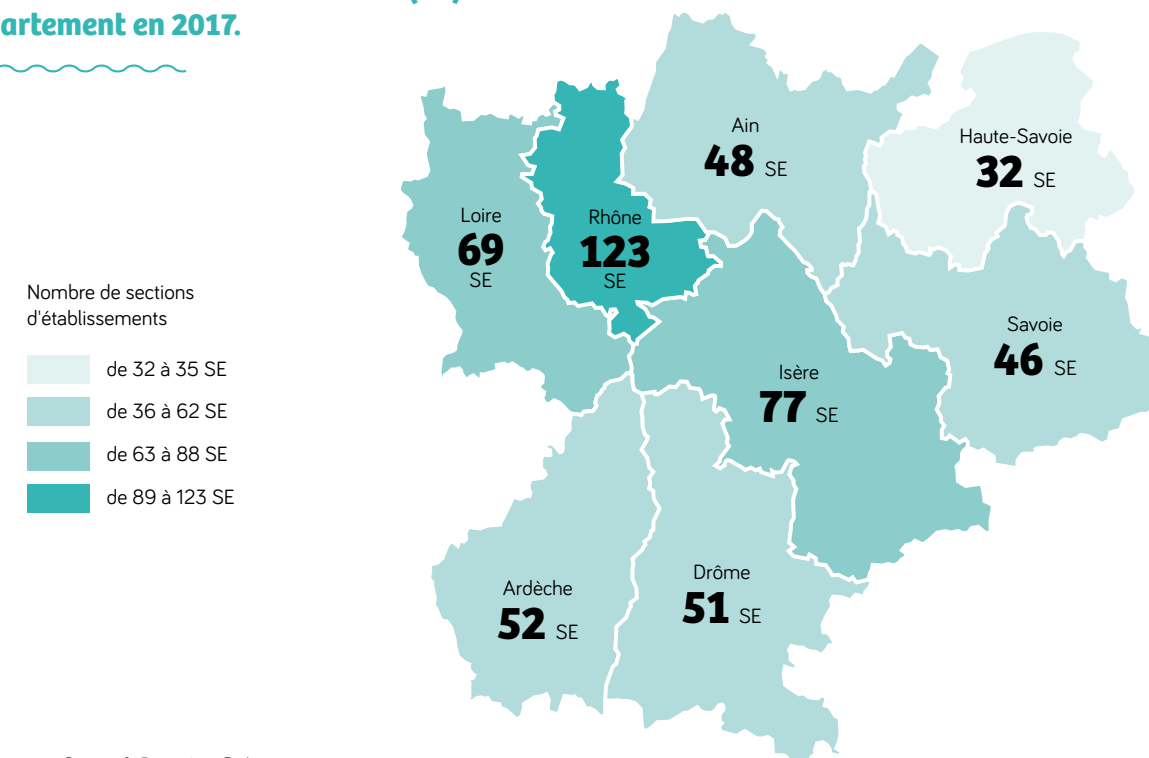 artement en 2017.
Ain
48 SE
Haute-Savoie
32 SE
Loire
69
SE
Rhône
123
SE
Nombre de sections
d'établissements
de 32 à 35 SE
de 36 à 62 SE
de 63 à 88 SE
de 89 à 123 SE
Savoie
46 SE
Isère
77 SE
Ardèche
52 SE
Drôme
51 SE